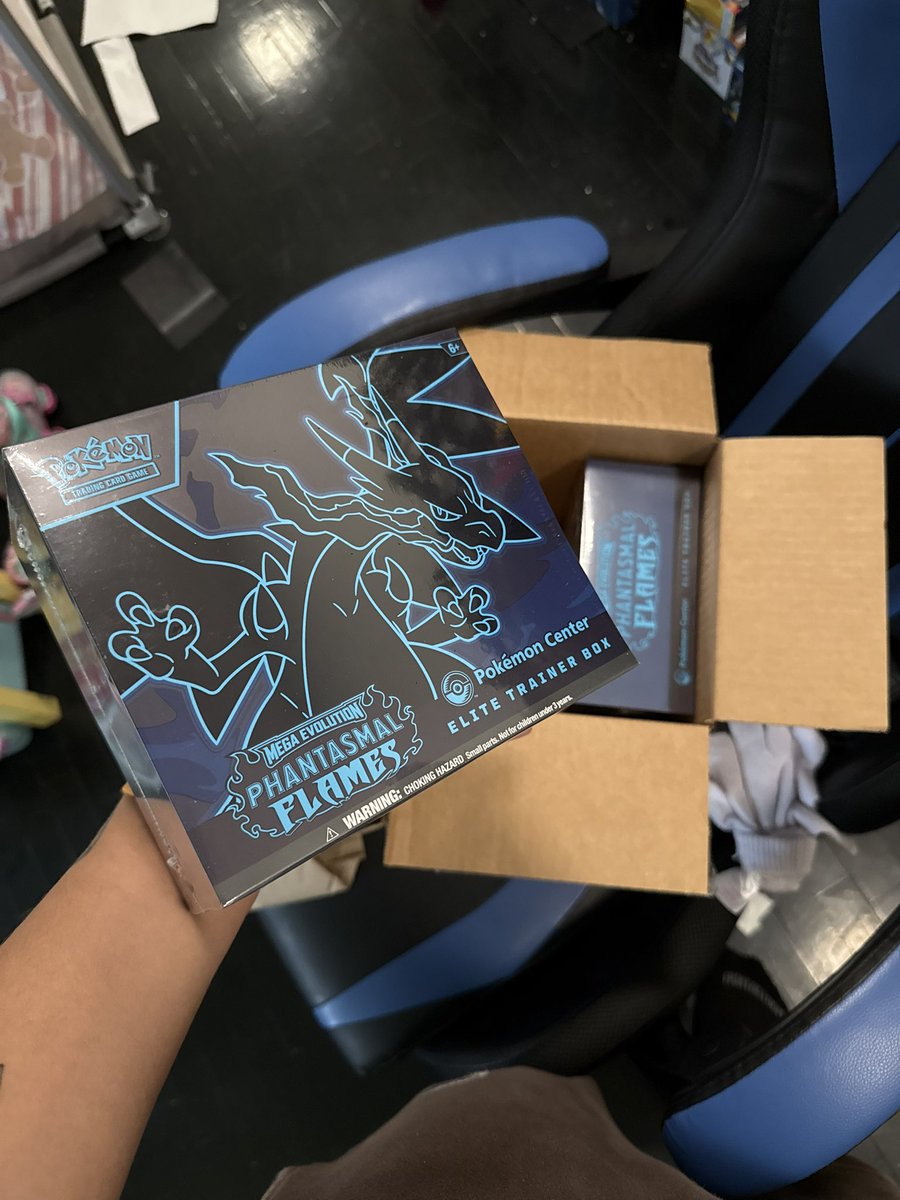 6+
Pokémon
TRADING CARD GAME
Pokémon Center
ELITE TRAINER BOX
MEGA EVOLUTION
PHANTASMAL
FLAMES
WARNING: CHOKING HAZARD Small parts. Not for children under 3 years.
PHANTASMAL
FLAMES
Pokémon Center
ELITE TRAINER BOX